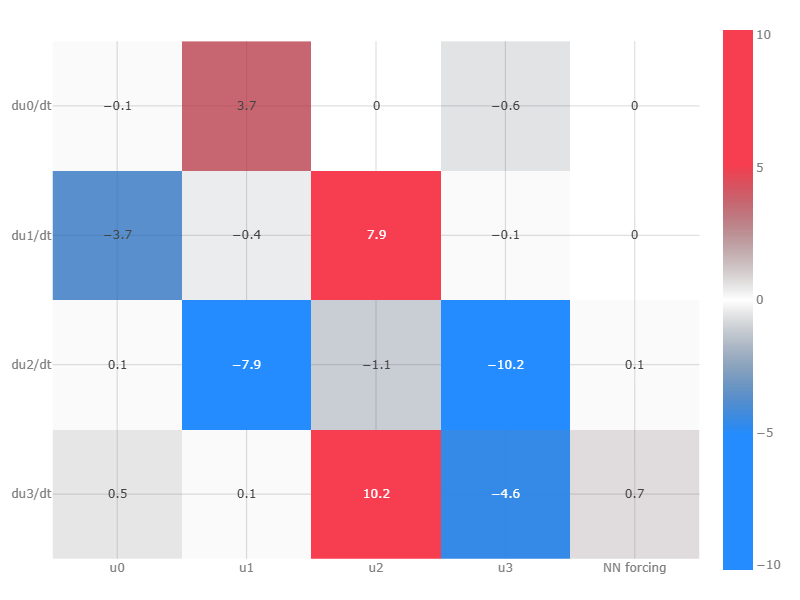 10
du0/dt −0.1 3.7 0 −0.6 0
5
du1/dt −3.7 −0.4 7.9 −0.1 0
0
du2/dt 0.1 −7.9 −1.1 −10.2 0.1
−5
du3/dt 0.5 0.1 10.2 −4.6 0.7
−10
u0 u1 u2 u3 NN forcing